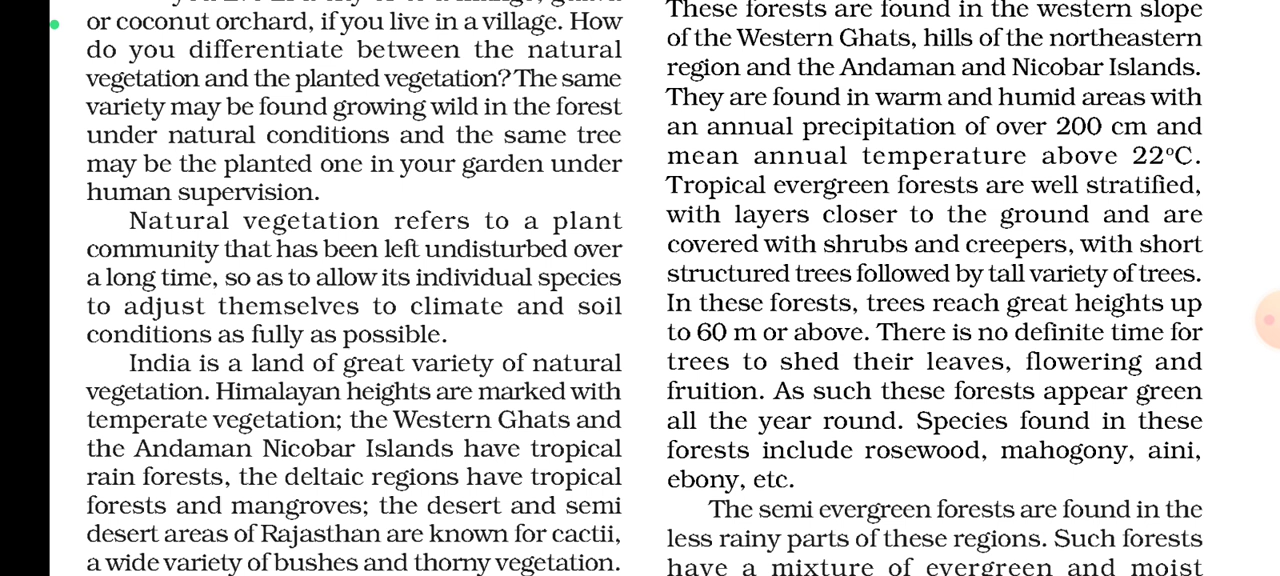 or coconut orchard, if you live in a village. How
do you differentiate between the natural
vegetation and the planted vegetation? The same
variety may be found growing wild in the forest
under natural conditions and the same tree
may be the planted one in your garden under
human supervision.
Natural vegetation refers to a plant
community that has been left undisturbed over
a long time, so as to allow its individual species
to adjust themselves to climate and soil
conditions as fully as possible.
India is a land of great variety of natural
vegetation. Himalayan heights are marked with
temperate vegetation; the Western Ghats and
the Andaman Nicobar Islands have tropical
rain forests, the deltaic regions have tropical
forests and mangroves; the desert and semi
desert areas of Rajasthan are known for cactii,
a wide variety of bushes and thorny vegetation.
These forests are found in the western slope
of the Western Ghats, hills of the northeastern
region and the Andaman and Nicobar Islands.
They are found in warm and humid areas with
an annual precipitation of over 200 cm and
mean annual temperature above 22°C.
Tropical evergreen forests are well stratified,
with layers closer to the ground and are
covered with shrubs and creepers, with short
structured trees followed by tall variety of trees.
In these forests, trees reach great heights up
to 60 m or above. There is no definite time for
trees to shed their leaves, flowering and
fruition. As such these forests appear green
all the year round. Species found in these
forests include rosewood, mahogony, aini,
ebony, etc.
The semi evergreen forests are found in the
less rainy parts of these regions. Such forests
have a mixture of evergreen and moist